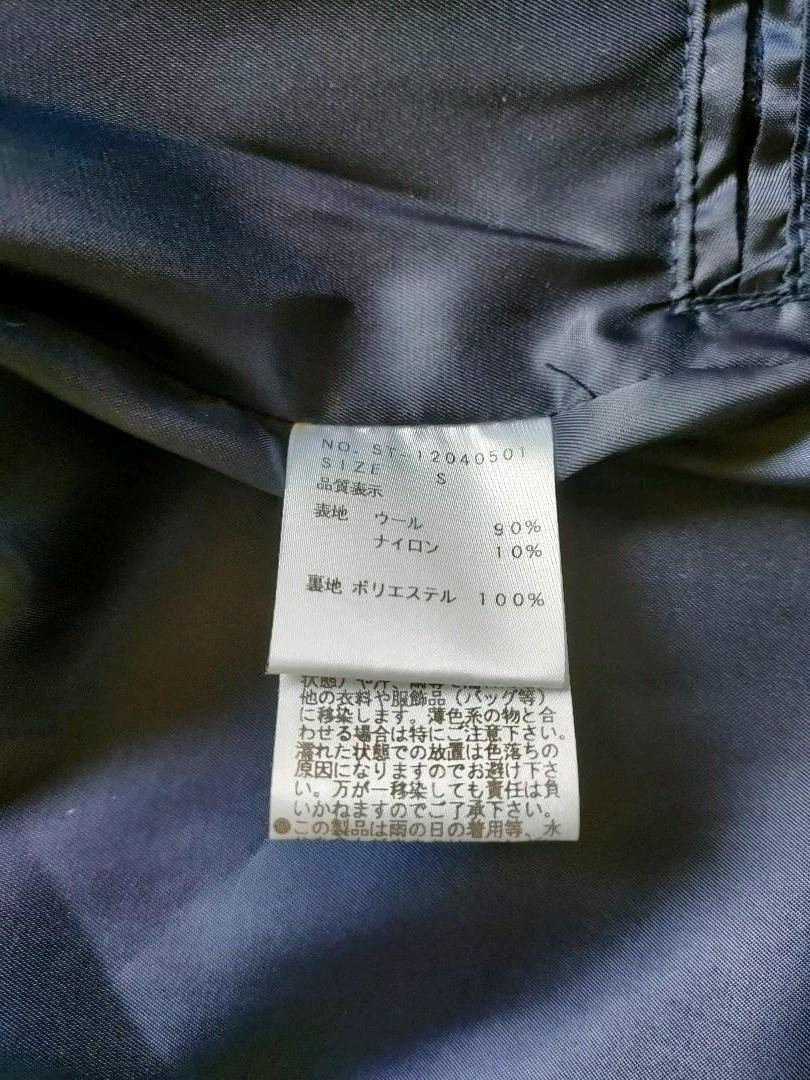 NO. ST-12040501
SIZE S
品質表示
表地 ウール 90%
ナイロン 10%
裏地 ポリエステル 100%
状態)や汗、
他の衣料や服飾品(バッグ等)
に移染します。薄色系の物と合
わせる場合は特にご注意下さい。
濡れた状態での放置は色落ちの
原因になりますのでお避け下さ
い。万が一移染しても責任は負
いかねますのでご了承下さい。
●この製品は雨の日の着用等、水